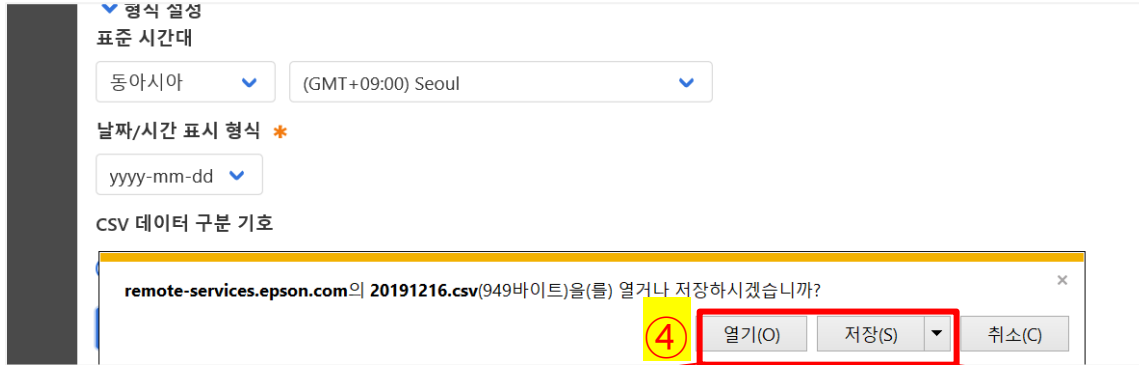 형식 설정
표준 시간대
동아시아 (GMT+09:00) Seoul
날짜/시간 표시 형식 *
yyyy-mm-dd
CSV 데이터 구분 기호
remote-services.epson.com의 20191216.csv(949바이트)을(를) 열거나 저장하시겠습니까? ×
④ 열기(O) 저장(S) 취소(C)